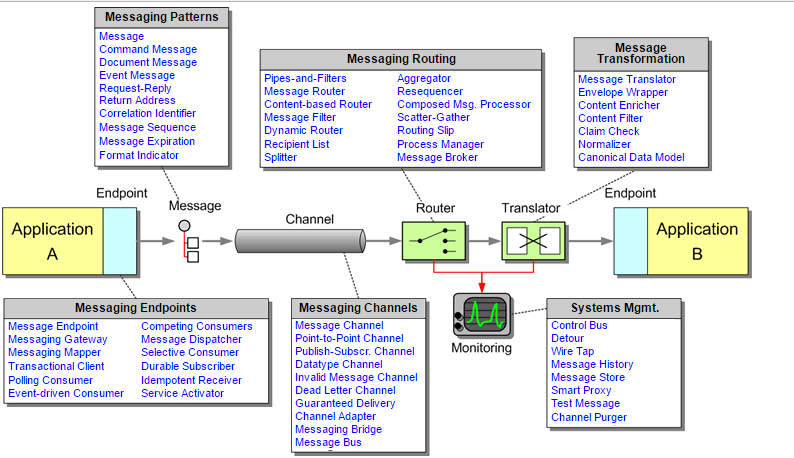 Messaging Patterns
Message
Command Message
Document Message
Event Message
Request-Reply
Return Address
Correlation Identifier
Message Sequence
Message Expiration
Format Indicator
Messaging Routing
Pipes-and-Filters
Message Router
Content-based Router
Message Filter
Dynamic Router
Recipient List
Splitter
Aggregator
Resequencer
Composed Msg. Processor
Scatter-Gather
Routing Slip
Process Manager
Message Broker
Message
Transformation
Message Translator
Envelope Wrapper
Content Enricher
Content Filter
Claim Check
Normalizer
Canonical Data Model
Endpoint
Application
A
Message
Channel
Router
Translator
Endpoint
Application
B
Monitoring
Messaging Endpoints
Message Endpoint
Messaging Gateway
Messaging Mapper
Transactional Client
Polling Consumer
Event-driven Consumer
Competing Consumers
Message Dispatcher
Selective Consumer
Durable Subscriber
Idempotent Receiver
Service Activator
Messaging Channels
Message Channel
Point-to-Point Channel
Publish-Subscr. Channel
Datatype Channel
Invalid Message Channel
Dead Letter Channel
Guaranteed Delivery
Channel Adapter
Messaging Bridge
Message Bus
Systems Mgmt.
Control Bus
Detour
Wire Tap
Message History
Message Store
Smart Proxy
Test Message
Channel Purger